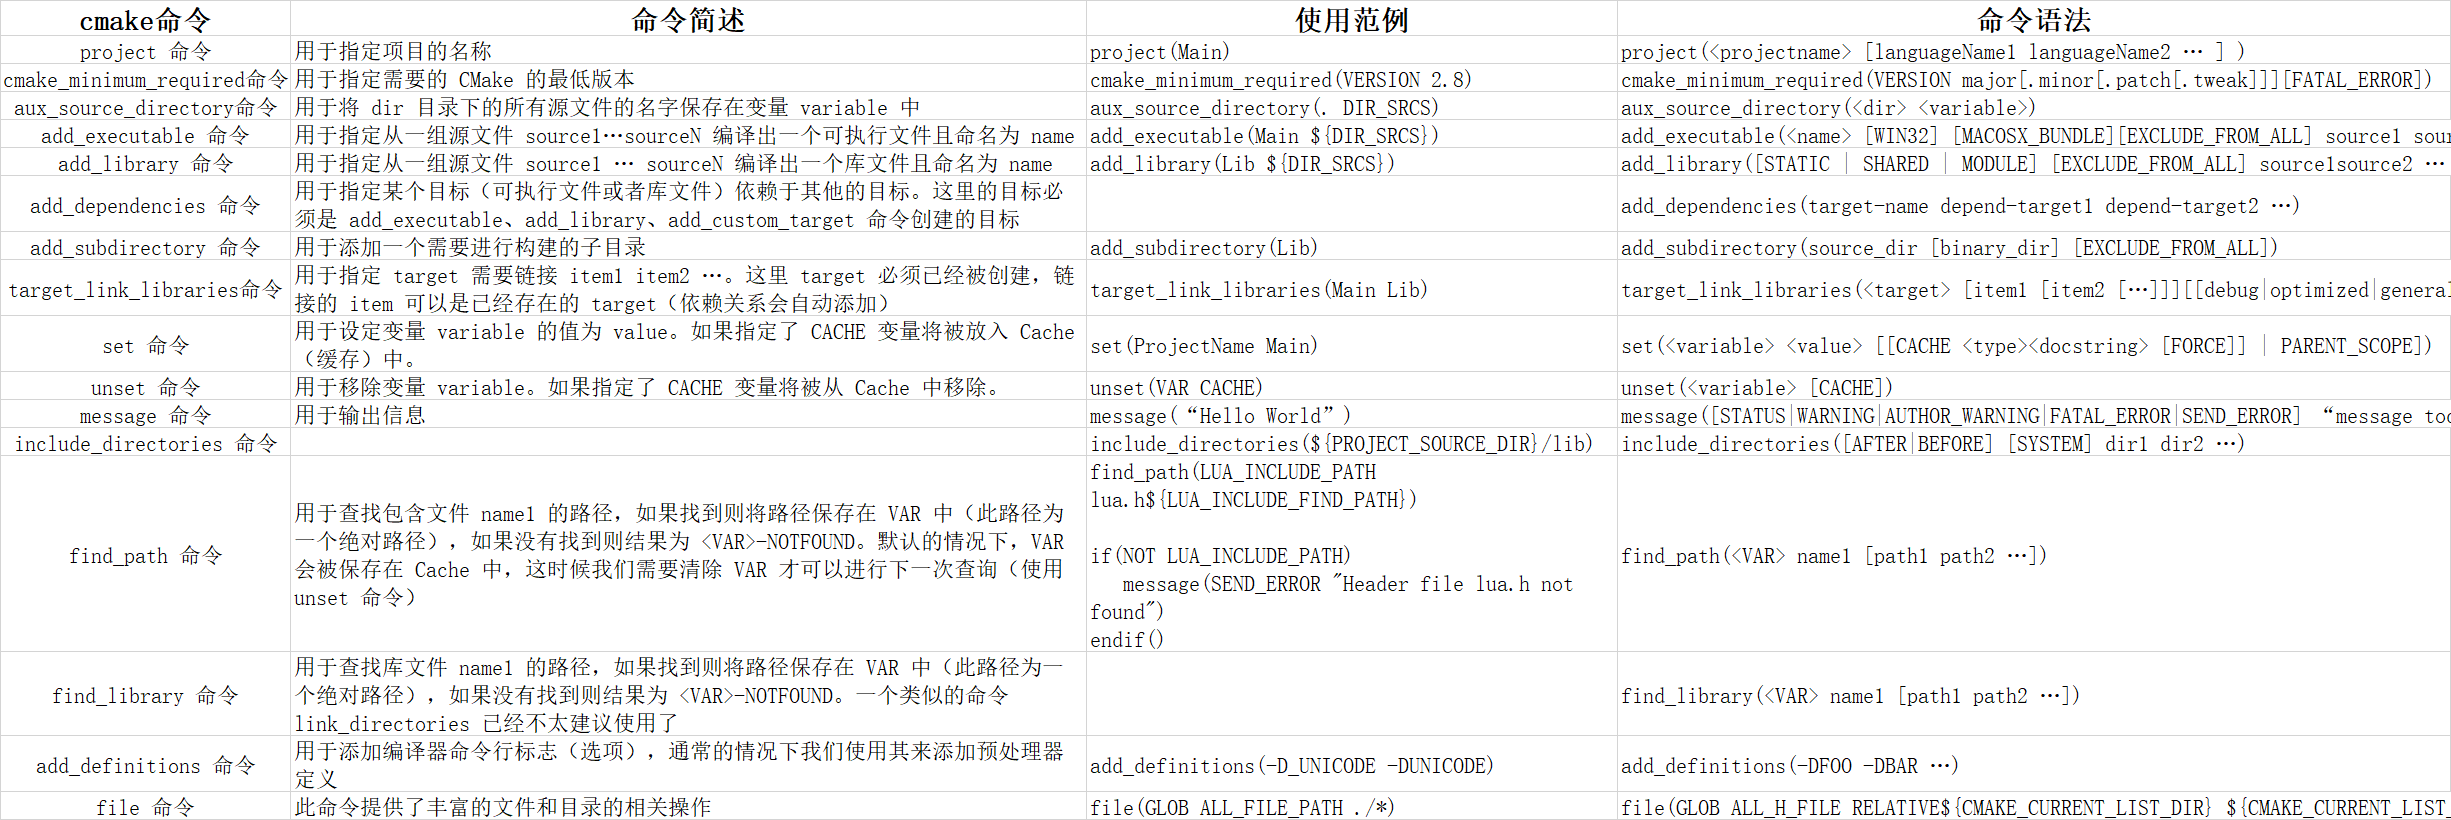 cmake命令 命令简述 使用范例 命令语法
project 命令 用于指定项目的名称 project(Main) project(<projectname> [languageName1 languageName2 … ] )
cmake_minimum_required命令 用于指定需要的 CMake 的最低版本 cmake_minimum_required(VERSION 2.8) cmake_minimum_required(VERSION major[.minor[.patch[.tweak]]][FATAL_ERROR])
aux_source_directory命令 用于将 dir 目录下的所有源文件的名字保存在变量 variable 中 aux_source_directory(. DIR_SRCS) aux_source_directory(<dir> <variable>)
add_executable 命令 用于指定从一组源文件 source1…sourceN 编译出一个可执行文件且命名为 name add_executable(Main ${DIR_SRCS}) add_executable(<name> [WIN32] [MACOSX_BUNDLE][EXCLUDE_FROM_ALL] source1 sour
add_library 命令 用于指定从一组源文件 source1 … sourceN 编译出一个库文件且命名为 name add_library(Lib ${DIR_SRCS}) add_library([STATIC | SHARED | MODULE] [EXCLUDE_FROM_ALL] source1source2 …
add_dependencies 命令 用于指定某个目标（可执行文件或者库文件）依赖于其他的目标。这里的目标必
须是 add_executable、add_library、add_custom_target 命令创建的目标 add_dependencies(target-name depend-target1 depend-target2 …)
add_subdirectory 命令 用于添加一个需要进行构建的子目录 add_subdirectory(Lib) add_subdirectory(source_dir [binary_dir] [EXCLUDE_FROM_ALL])
target_link_libraries命令 用于指定 target 需要链接 item1 item2 …。这里 target 必须已经被创建，链
接的 item 可以是已经存在的 target（依赖关系会自动添加） target_link_libraries(Main Lib) target_link_libraries(<target> [item1 [item2 […]]][[debug|optimized|general
set 命令 用于设定变量 variable 的值为 value。如果指定了 CACHE 变量将被放入 Cache
（缓存）中。 set(ProjectName Main) set(<variable> <value> [[CACHE <type><docstring> [FORCE]] | PARENT_SCOPE])
unset 命令 用于移除变量 variable。如果指定了 CACHE 变量将被从 Cache 中移除。 unset(VAR CACHE) unset(<variable> [CACHE])
message 命令 用于输出信息 message(“Hello World”) message([STATUS|WARNING|AUTHOR_WARNING|FATAL_ERROR|SEND_ERROR] “message too
include_directories 命令 include_directories(${PROJECT_SOURCE_DIR}/lib) include_directories([AFTER|BEFORE] [SYSTEM] dir1 dir2 …)
find_path 命令 用于查找包含文件 name1 的路径，如果找到则将路径保存在 VAR 中（此路径为
一个绝对路径），如果没有找到则结果为 <VAR>-NOTFOUND。默认的情况下，VAR
会被保存在 Cache 中，这时候我们需要清除 VAR 才可以进行下一次查询（使用
unset 命令）
find_path(LUA_INCLUDE_PATH
lua.h${LUA_INCLUDE_FIND_PATH})
if(NOT LUA_INCLUDE_PATH)
message(SEND_ERROR "Header file lua.h not
found")
endif()
find_path(<VAR> name1 [path1 path2 …])
find_library 命令 用于查找库文件 name1 的路径，如果找到则将路径保存在 VAR 中（此路径为一
个绝对路径），如果没有找到则结果为 <VAR>-NOTFOUND。一个类似的命令
link_directories 已经不太建议使用了 find_library(<VAR> name1 [path1 path2 …])
add_definitions 命令 用于添加编译器命令行标志（选项），通常的情况下我们使用其来添加预处理器
定义 add_definitions(-D_UNICODE -DUNICODE) add_definitions(-DFOO -DBAR …)
file 命令 此命令提供了丰富的文件和目录的相关操作 file(GLOB ALL_FILE_PATH ./*) file(GLOB ALL_H_FILE RELATIVE${CMAKE_CURRENT_LIST_DIR} ${CMAKE_CURRENT_LIST_